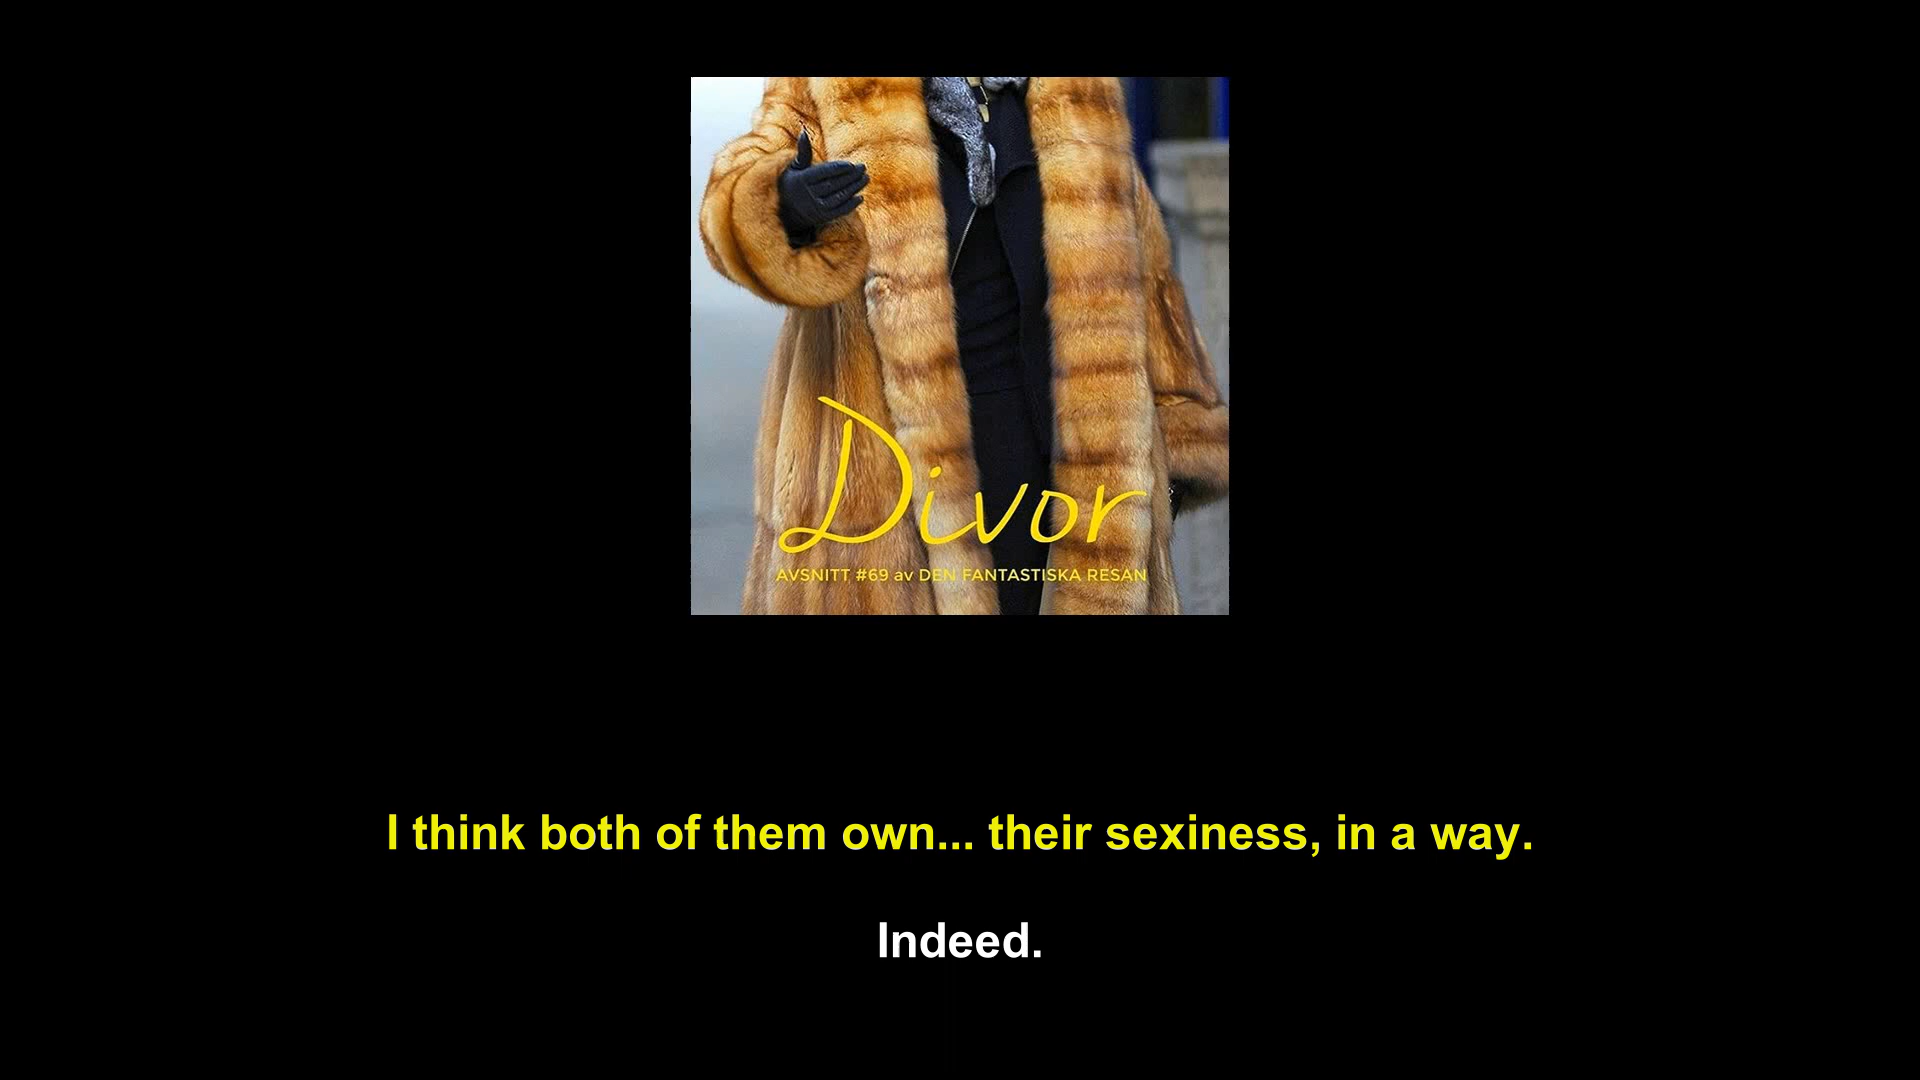 Divor
AVSNITT #69 av DEN FANTASTISKA RESAN
I think both of them own... their sexiness, in a way.
Indeed.